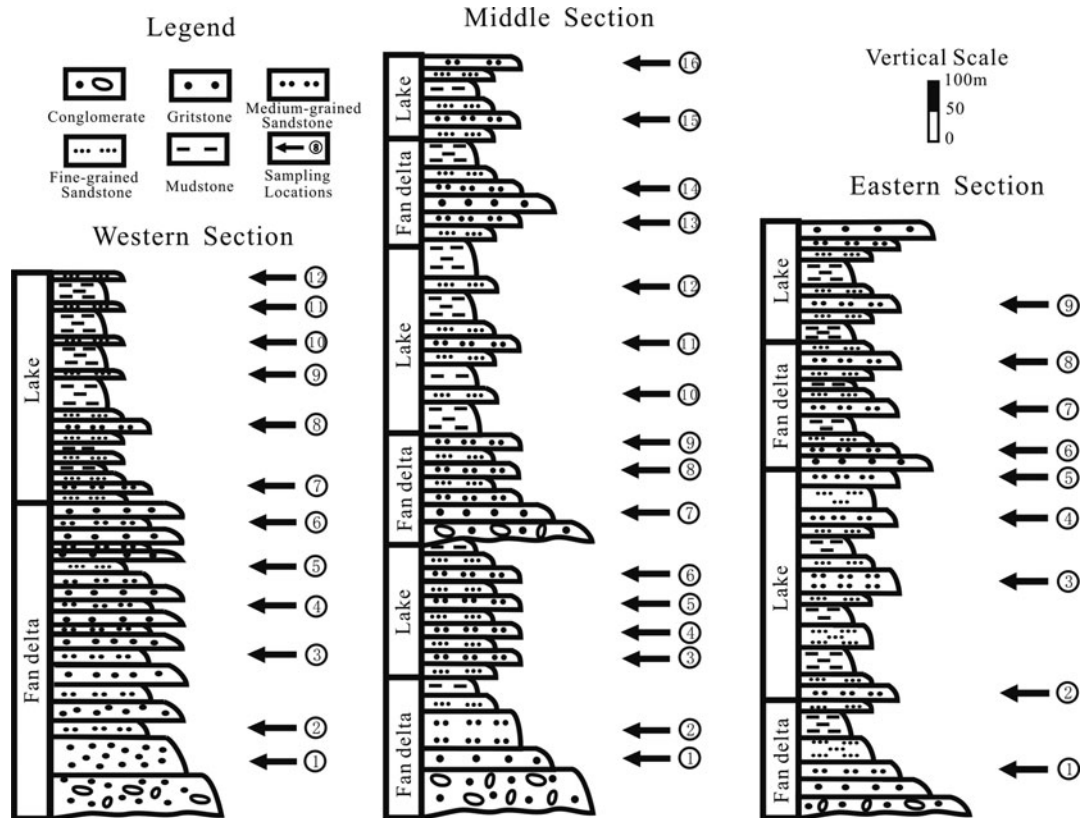 Legend
Conglomerate
Gritstone
Medium-grained
Sandstone
Fine-grained
Sandstone
Mudstone
⑧
Sampling
Locations
Vertical Scale
100m
50
0
Western Section
Lake
Fan delta
⑫
⑪
⑩
⑨
⑧
⑦
⑥
⑤
④
③
②
①
Middle Section
Lake
Fan delta
Lake
Fan delta
Lake
Fan delta
⑯
⑮
⑭
⑬
⑫
⑪
⑩
⑨
⑧
⑦
⑥
⑤
④
③
②
①
Eastern Section
Lake
Fan delta
Lake
Fan delta
⑨
⑧
⑦
⑥
⑤
④
③
②
①